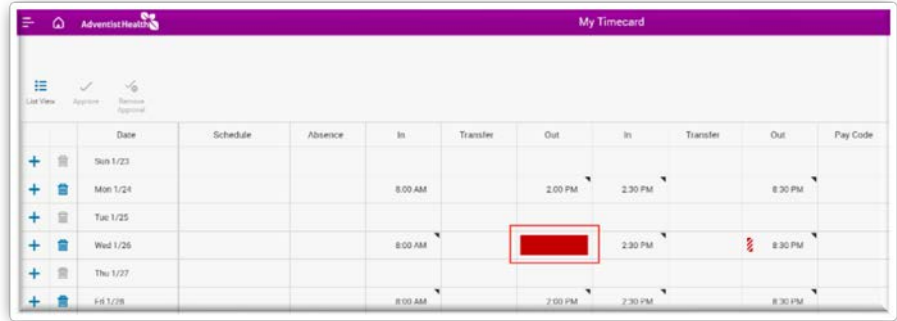 AdventistHealth My Timecard
List View Approve Remove Approval
Date Schedule Absence In Transfer Out In Transfer Out Pay Code
Sun 1/23
Mon 1/24 8:00 AM 2:00 PM 2:30 PM 8:30 PM
Tue 1/25
Wed 1/26 8:00 AM 2:30 PM 8:30 PM
Thu 1/27
Fri 1/28 8:00 AM 2:00 PM 2:30 PM 8:30 PM